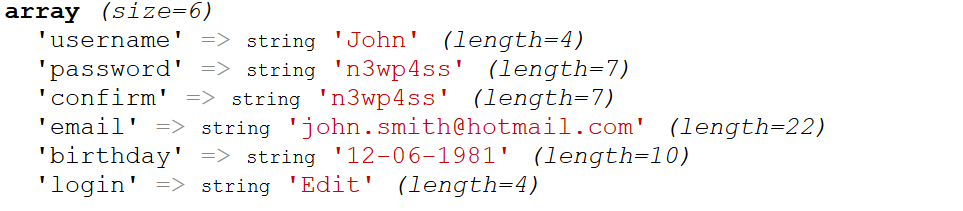 array (size=6)
'username' => string 'John' (length=4)
'password' => string 'n3wp4ss' (length=7)
'confirm' => string 'n3wp4ss' (length=7)
'email' => string 'john.smith@hotmail.com' (length=22)
'birthday' => string '12-06-1981' (length=10)
'login' => string 'Edit' (length=4)